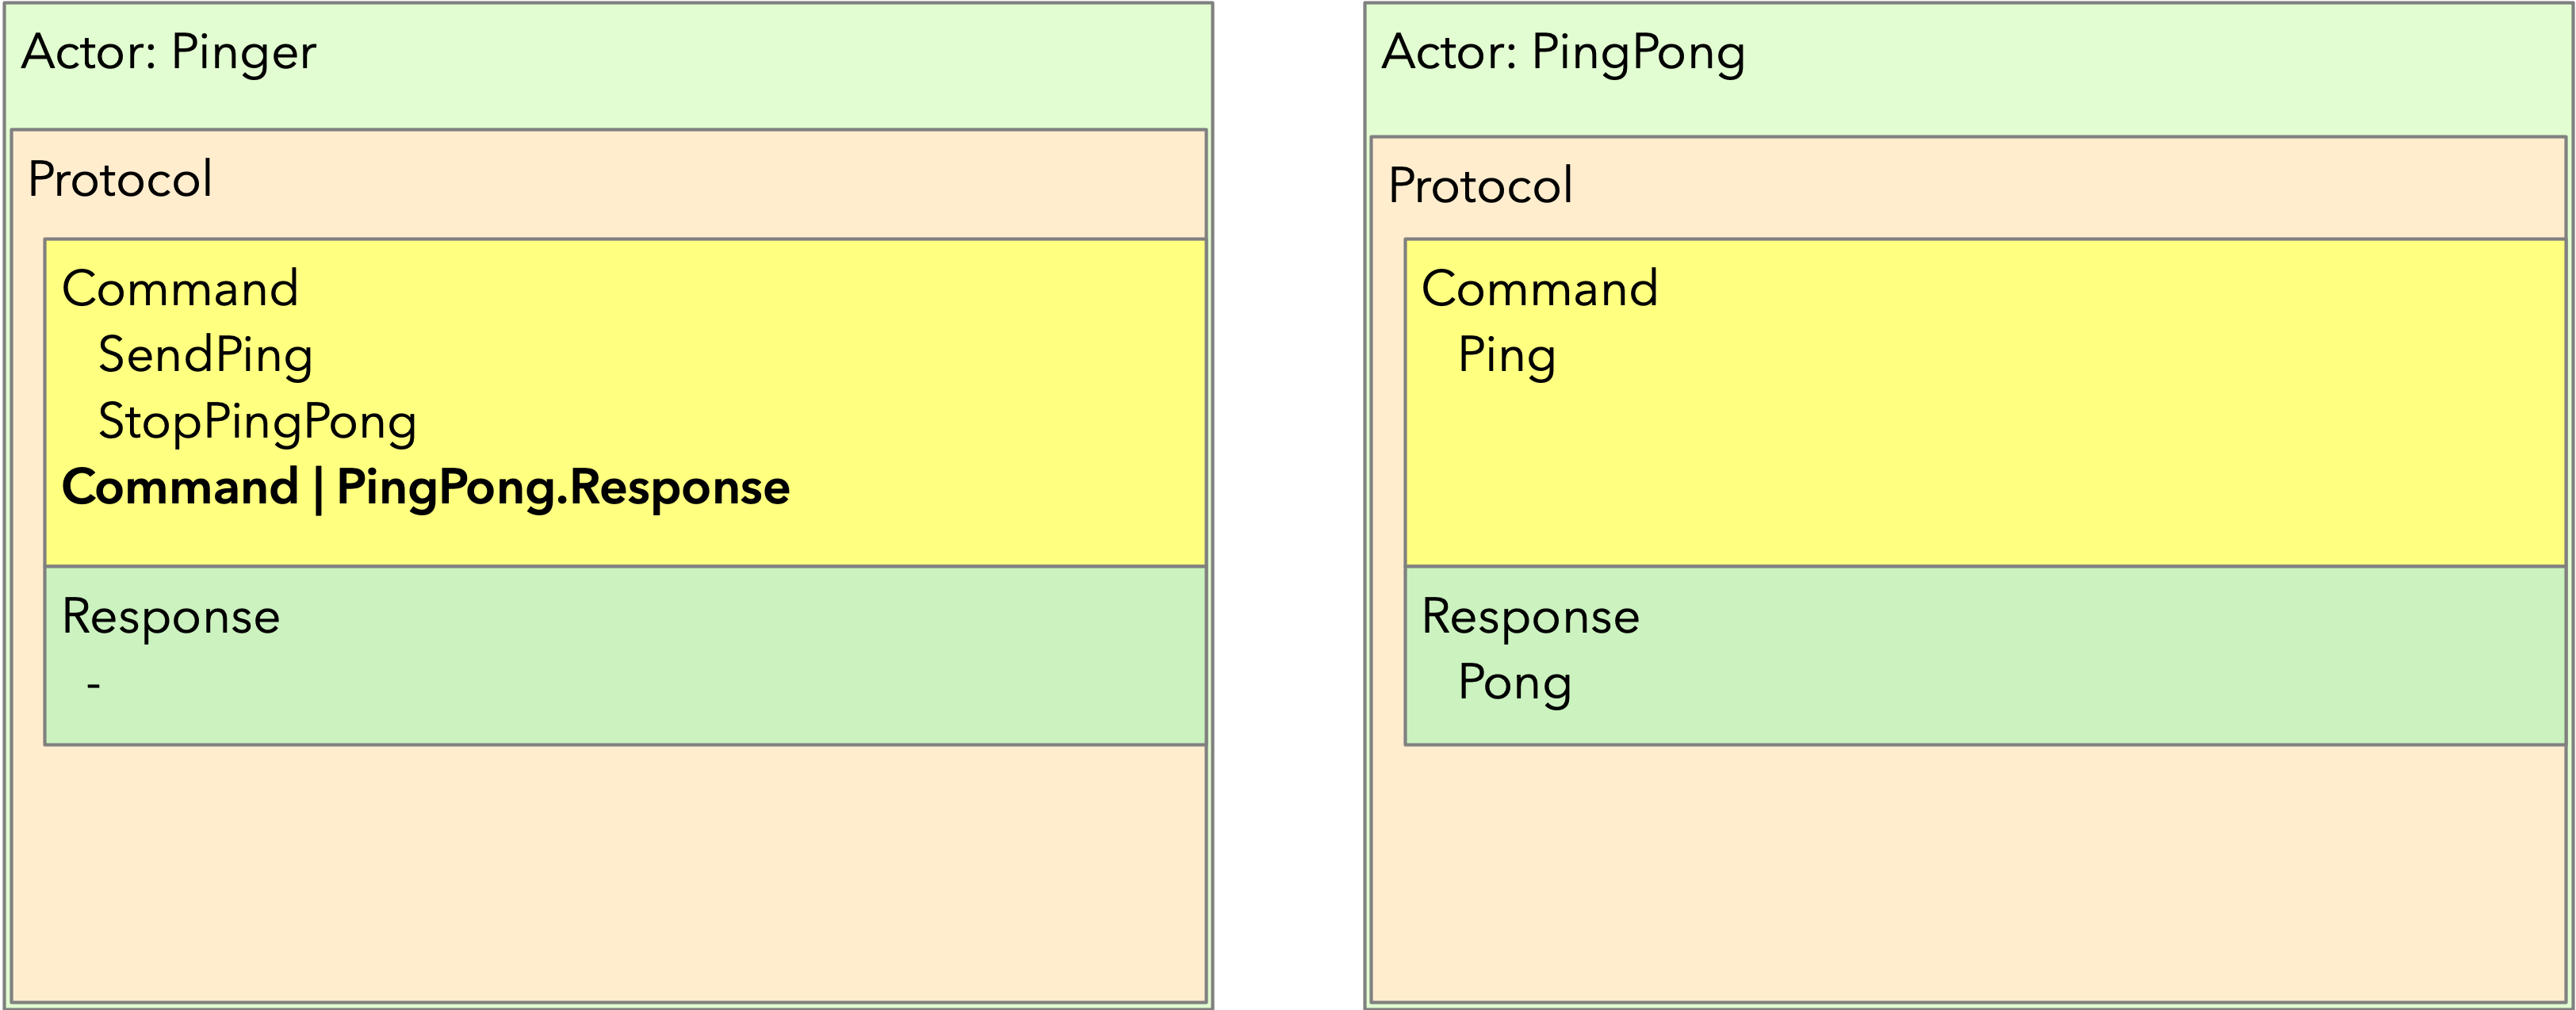 Actor: Pinger
Protocol
Command
SendPing
StopPingPong
Command | PingPong.Response
Response
-
Actor: PingPong
Protocol
Command
Ping
Response
Pong